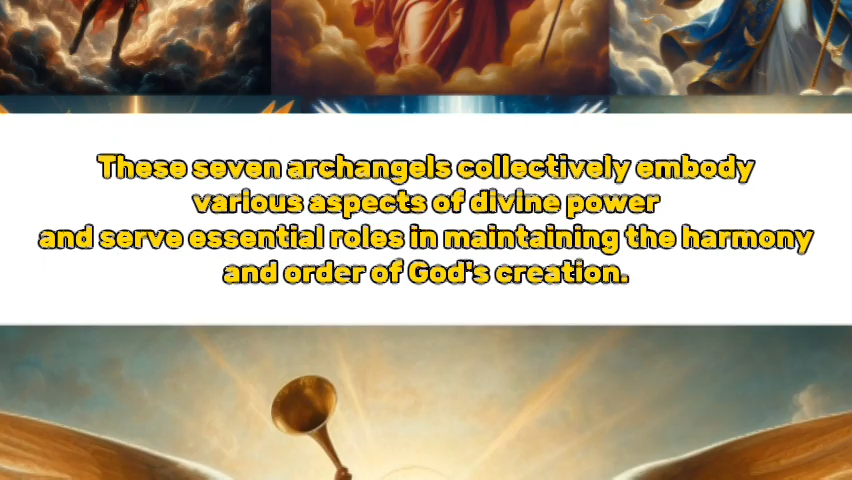 These seven archangels collectively embody
various aspects of divine power
and serve essential roles in maintaining the harmony
and order of God's creation.